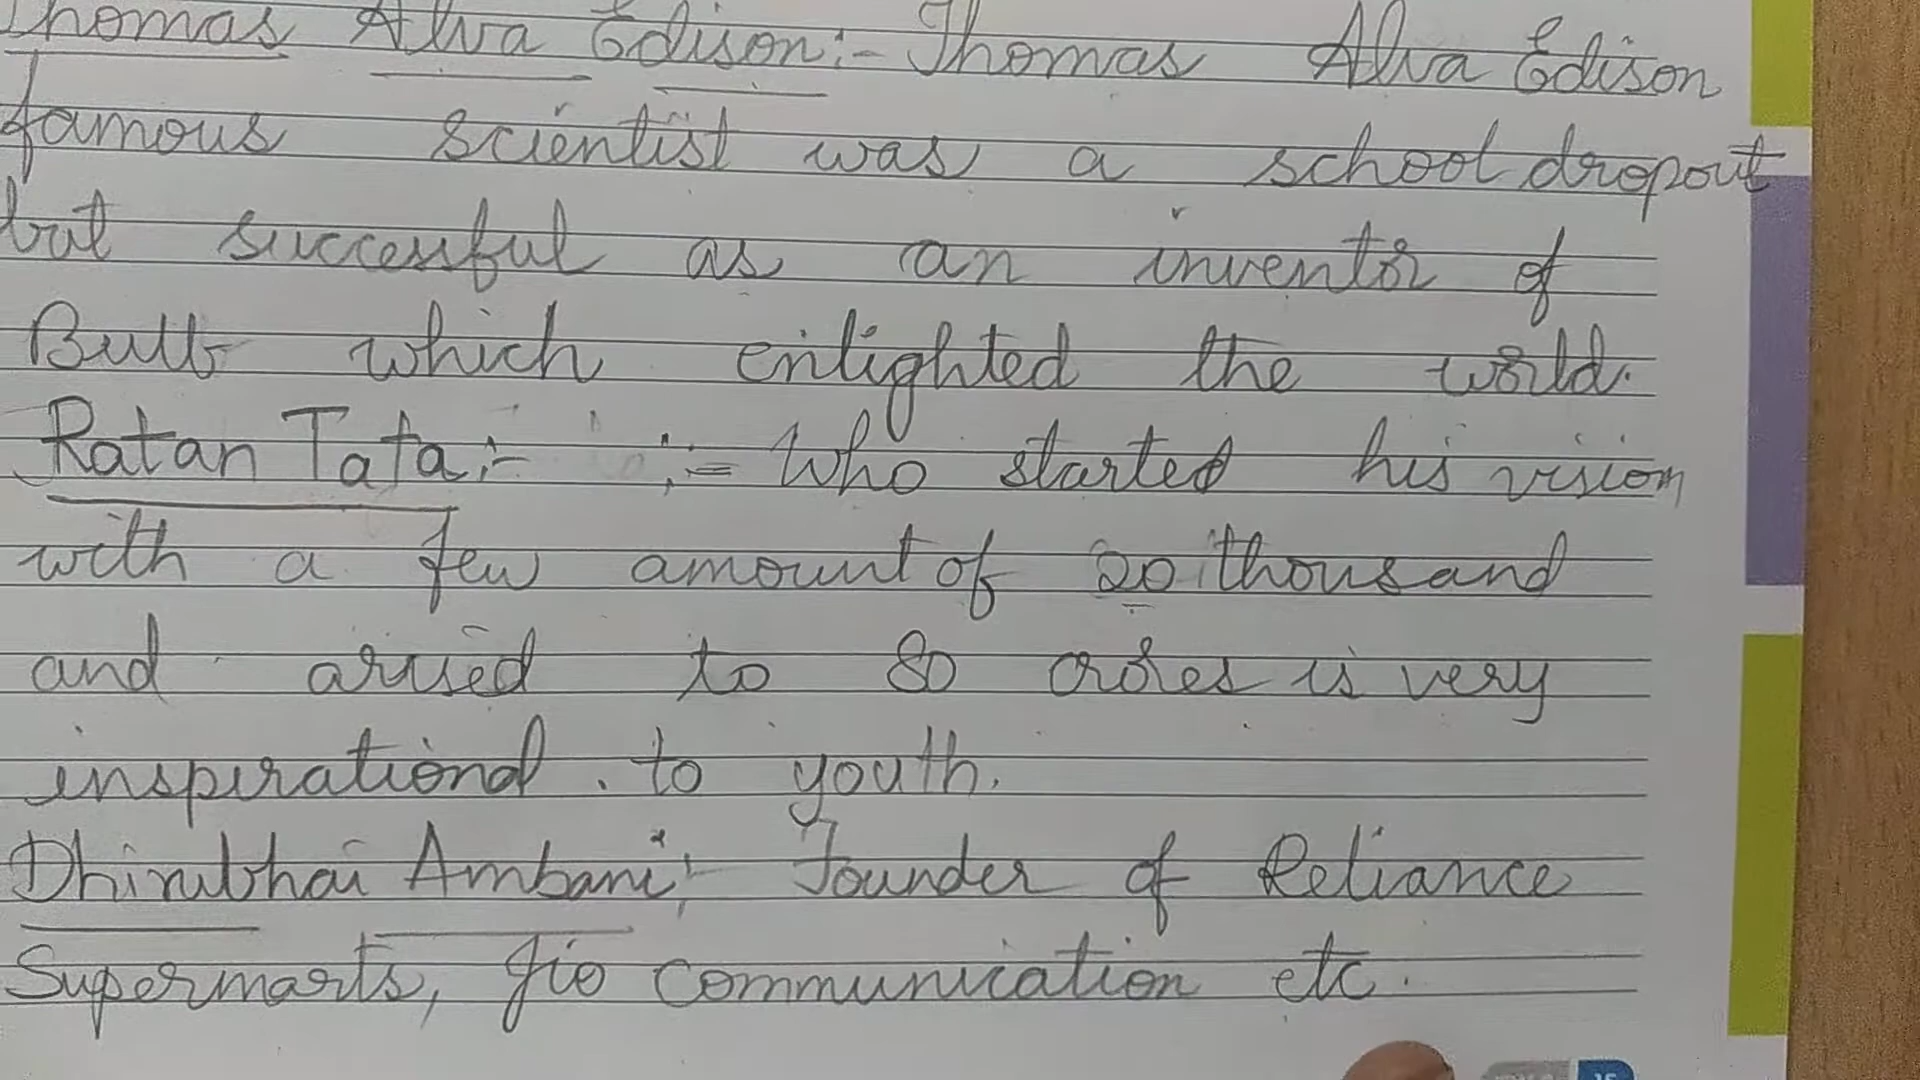 Thomas Alva Edison:- Thomas Alva Edison
famous scientist was a school dropout
but successful as an inventor of
Bulb which enlighted the world.
Ratan Tata:- :- Who started his vision
with a few amount of 20 thousand
and arried to 80 crores is very
inspirational. to youth.
Dhirubhai Ambani:- Founder of Reliance
Supermarts, Jio Communication etc.
15